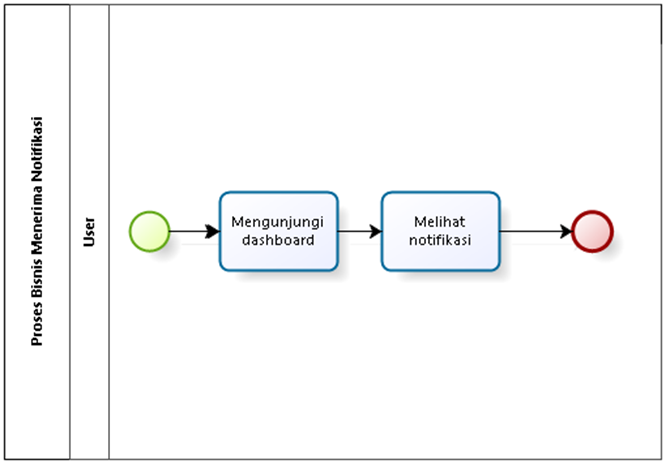 Proses Bisnis Menerima Notifikasi
User
Mengunjungi
dashboard
Melihat
notifikasi